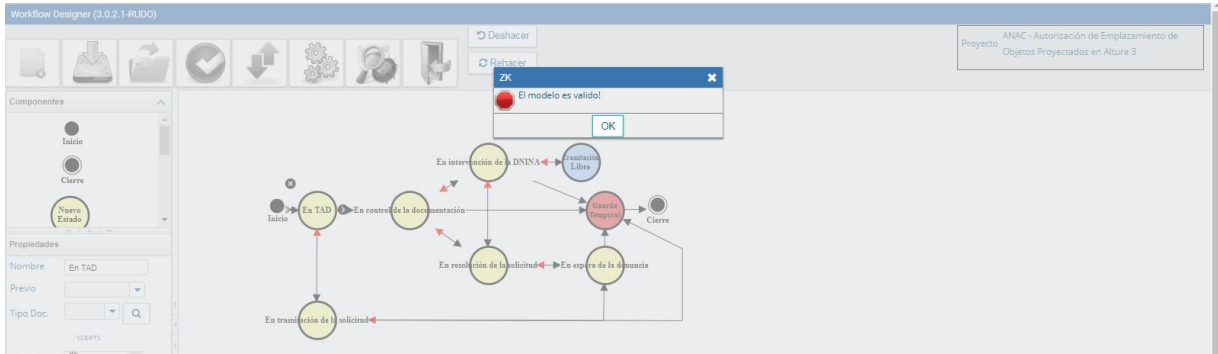 Workflow Designer (3.0.2.1-RUDO)
Deshacer
Rehacer
Proyecto
ANAC - Autorización de Emplazamiento de
Objetos Proyectados en Altura 3
ZK
El modelo es valido!
OK
Componentes
Inicio
Cierre
Nuevo
Estado
Propiedades
Nombre
En TAD
Previo
Tipo Doc.
SCRIPTS
En intervención de la DNINA
Tramitación
Libre
Inicio
En TAD
En control de la documentación
Guarda
Temporal
Cierre
En resolución de la solicitud
En espera de la denuncia
En tramitación de la solicitud